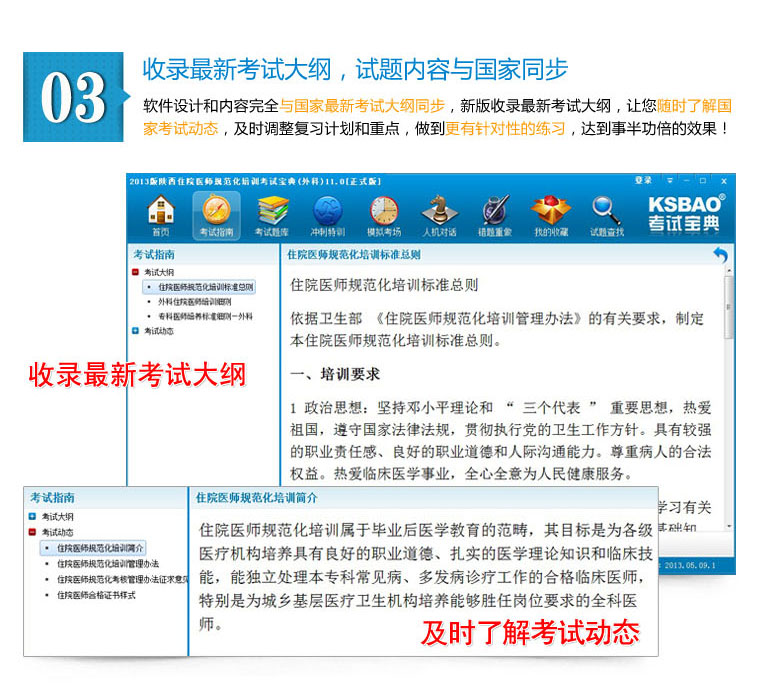 03
收录最新考试大纲，试题内容与国家同步
软件设计和内容完全与国家最新考试大纲同步，新版收录最新考试大纲，让您随时了解国
家考试动态，及时调整复习计划和重点，做到更有针对性的练习，达到事半功倍的效果！
2013版陕西住院医师规范化培训考试宝典(外科)11.0[正式版]
登录
首页
考试指南
考试题库
冲刺特训
模拟考场
人机对话
错题重做
我的收藏
试题查找
KSBAO®
考试宝典
考试指南
考试大纲
住院医师规范化培训标准总则
外科住院医师培训细则
专科医师培养标准细则－外科
考试动态
住院医师规范化培训标准总则
住院医师规范化培训标准总则
依据卫生部 《住院医师规范化培训管理办法》的有关要求，制定
本住院医师规范化培训标准总则。
一、培训要求
1 政治思想：坚持邓小平理论和 “ 三个代表 ” 重要思想，热爱
祖国，遵守国家法律法规，贯彻执行党的卫生工作方针。具有较强
的职业责任感、良好的职业道德和人际沟通能力。尊重病人的合法
权益。热爱临床医学事业，全心全意为人民健康服务。
学习有关
基础知
: 2013.05.09.1
收录最新考试大纲
考试指南
考试大纲
考试动态
住院医师规范化培训简介
住院医师规范化培训管理办法
住院医师规范化考核管理办法征求意见
住院医师合格证书样式
住院医师规范化培训简介
住院医师规范化培训属于毕业后医学教育的范畴，其目标是为各级
医疗机构培养具有良好的职业道德、扎实的医学理论知识和临床技
能，能独立处理本专科常见病、多发病诊疗工作的合格临床医师，
特别是为城乡基层医疗卫生机构培养能够胜任岗位要求的全科医
师。
及时了解考试动态